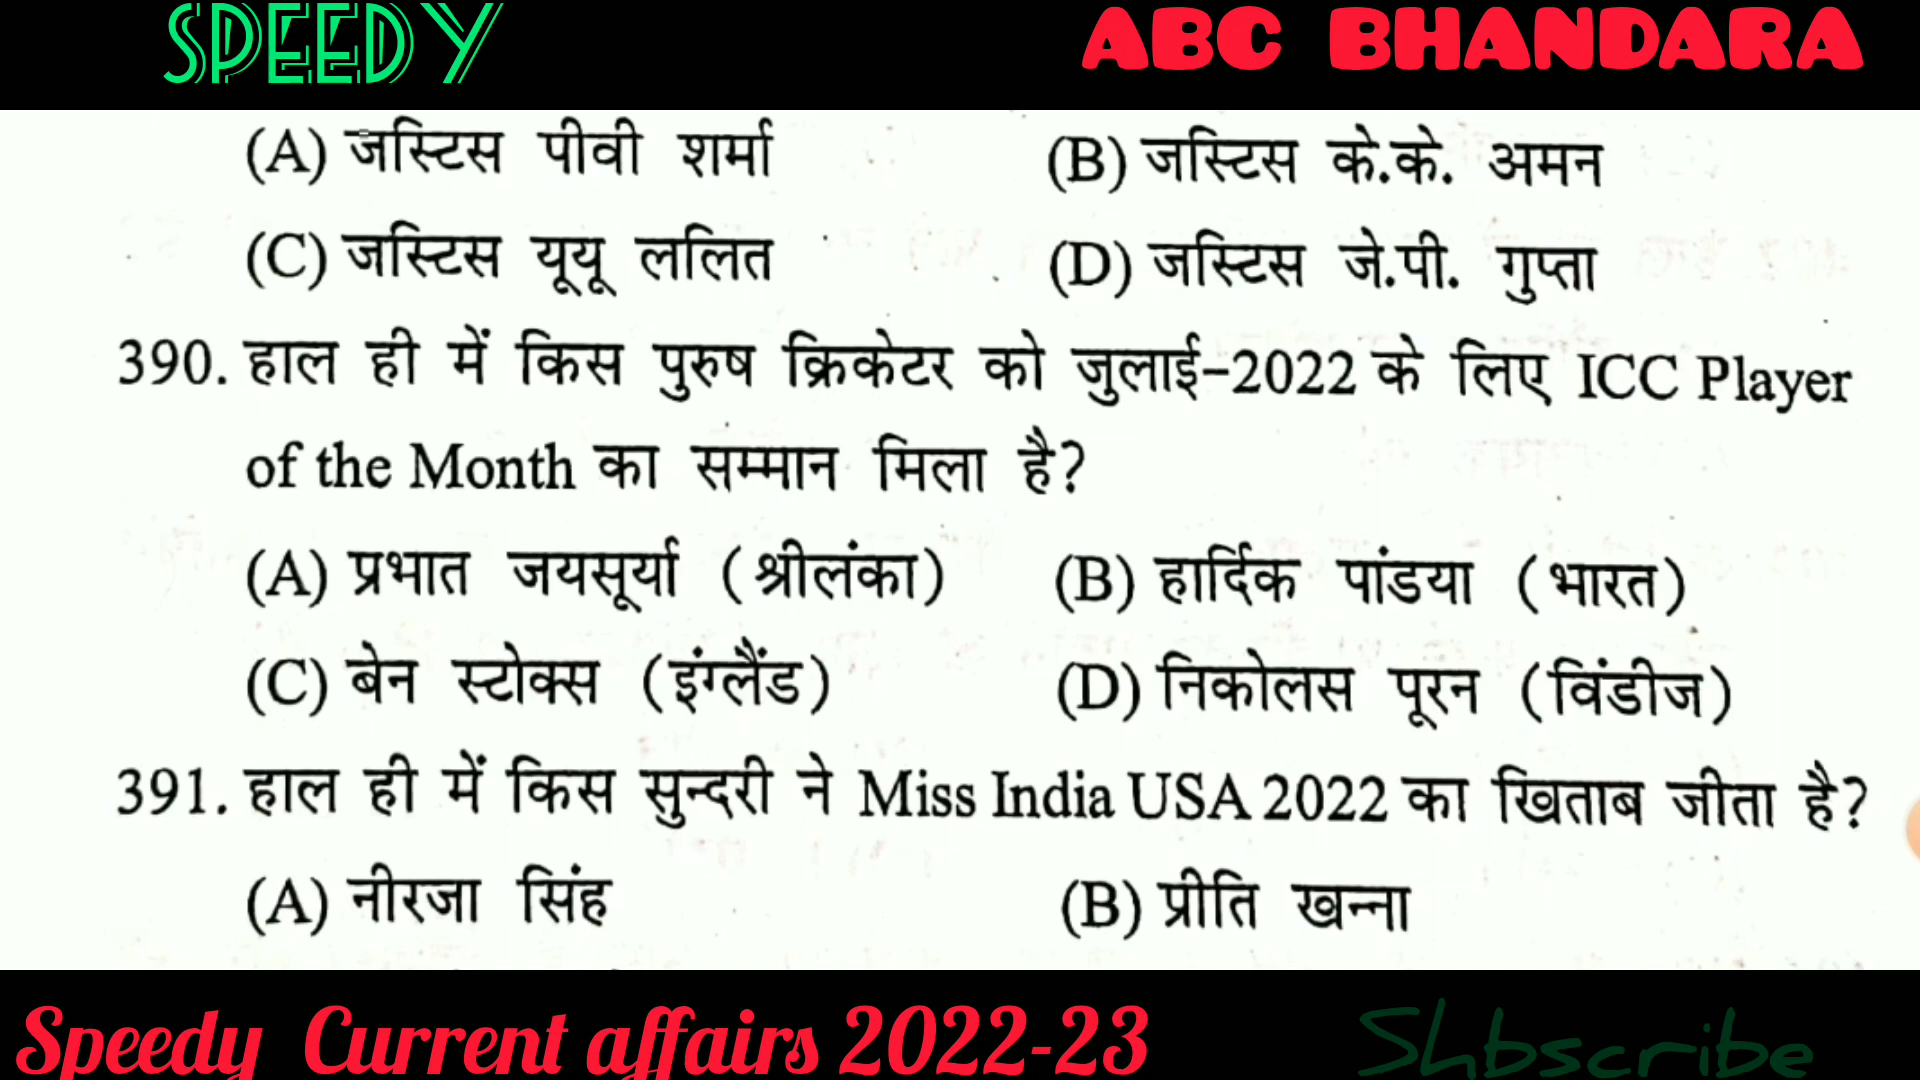 SPEEDY ABC BHANDARA
(A) जस्टिस पीवी शर्मा (B) जस्टिस के.के. अमन
(C) जस्टिस यूयू ललित (D) जस्टिस जे.पी. गुप्ता
390. हाल ही में किस पुरुष क्रिकेटर को जुलाई-2022 के लिए ICC Player
of the Month का सम्मान मिला है?
(A) प्रभात जयसूर्या (श्रीलंका) (B) हार्दिक पांडया (भारत)
(C) बेन स्टोक्स (इंग्लैंड) (D) निकोलस पूरन (विंडीज)
391. हाल ही में किस सुन्दरी ने Miss India USA 2022 का खिताब जीता है?
(A) नीरजा सिंह (B) प्रीति खन्ना
Speedy Current affairs 2022-23 Shbscribe